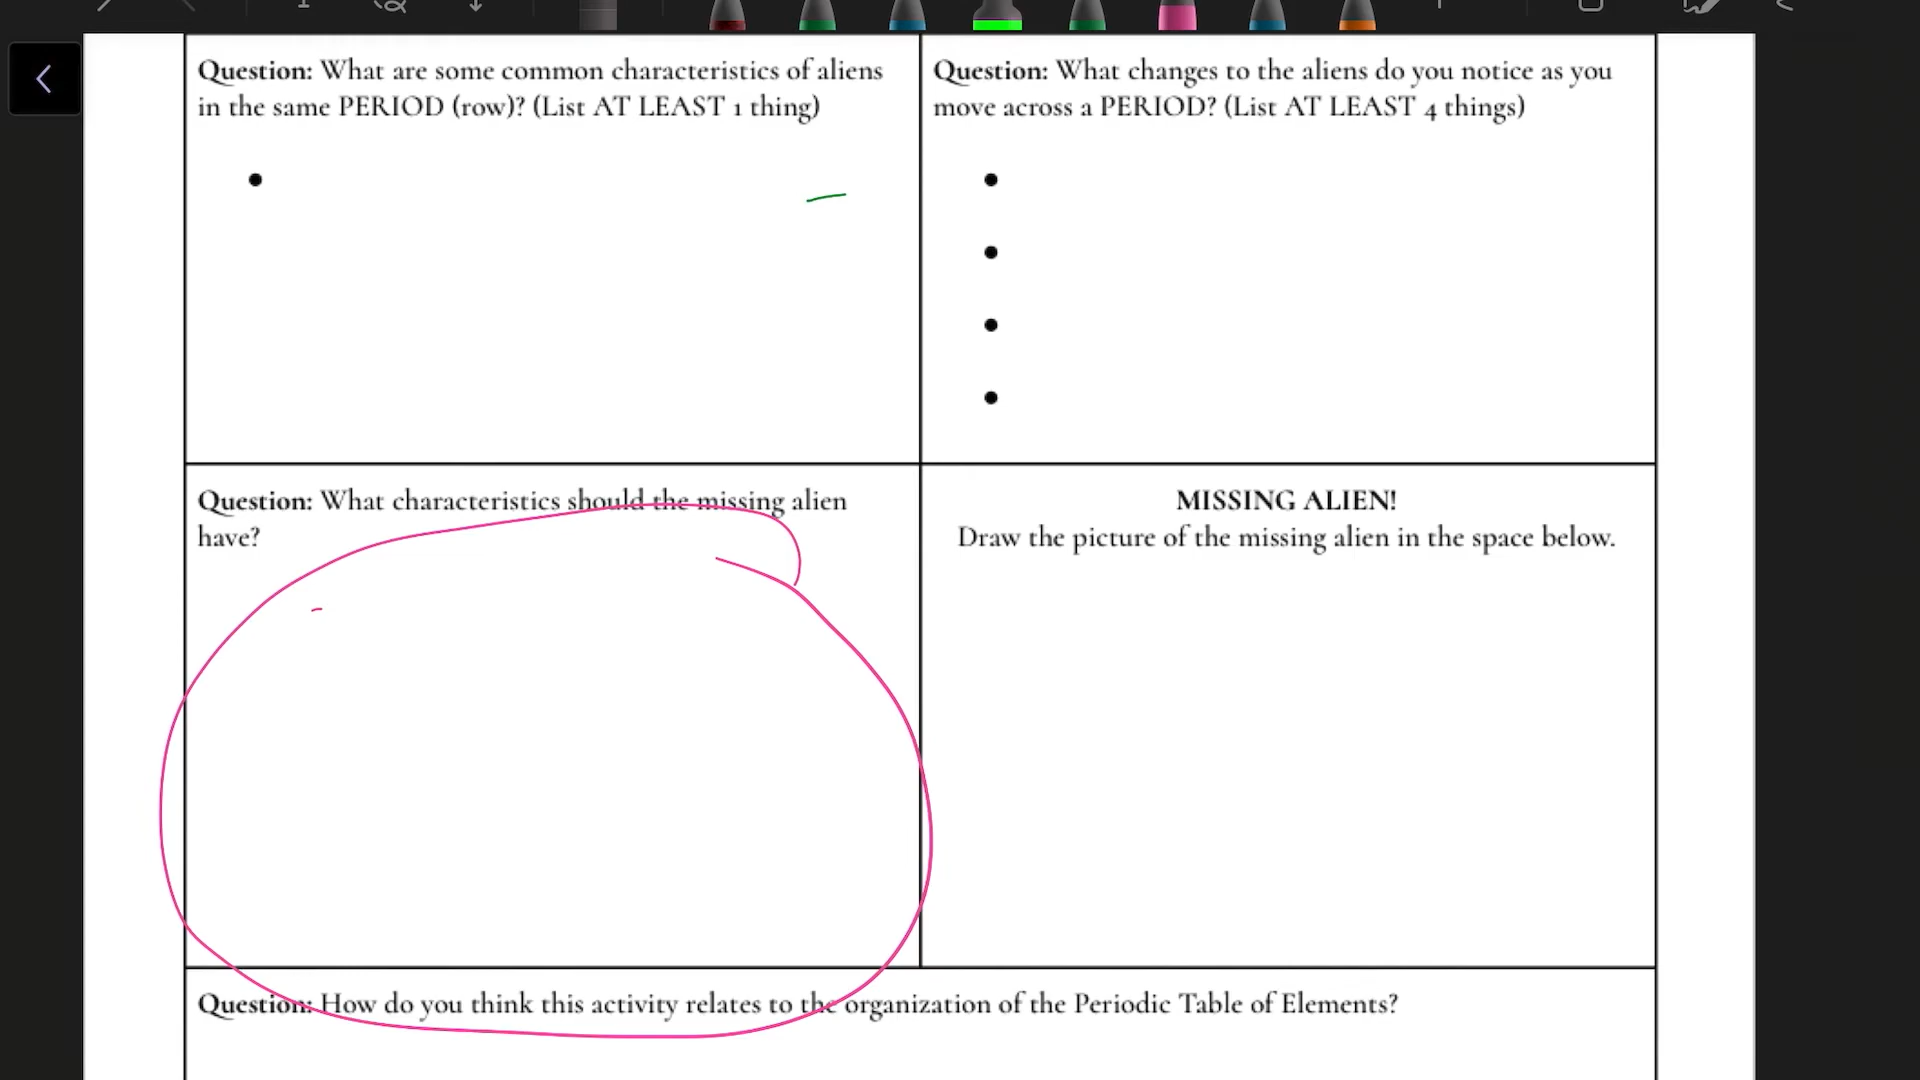 Question: What are some common characteristics of aliens
in the same PERIOD (row)? (List AT LEAST 1 thing)
Question: What changes to the aliens do you notice as you
move across a PERIOD? (List AT LEAST 4 things)
Question: What characteristics should the missing alien
have?
MISSING ALIEN!
Draw the picture of the missing alien in the space below.
Question: How do you think this activity relates to the organization of the Periodic Table of Elements?